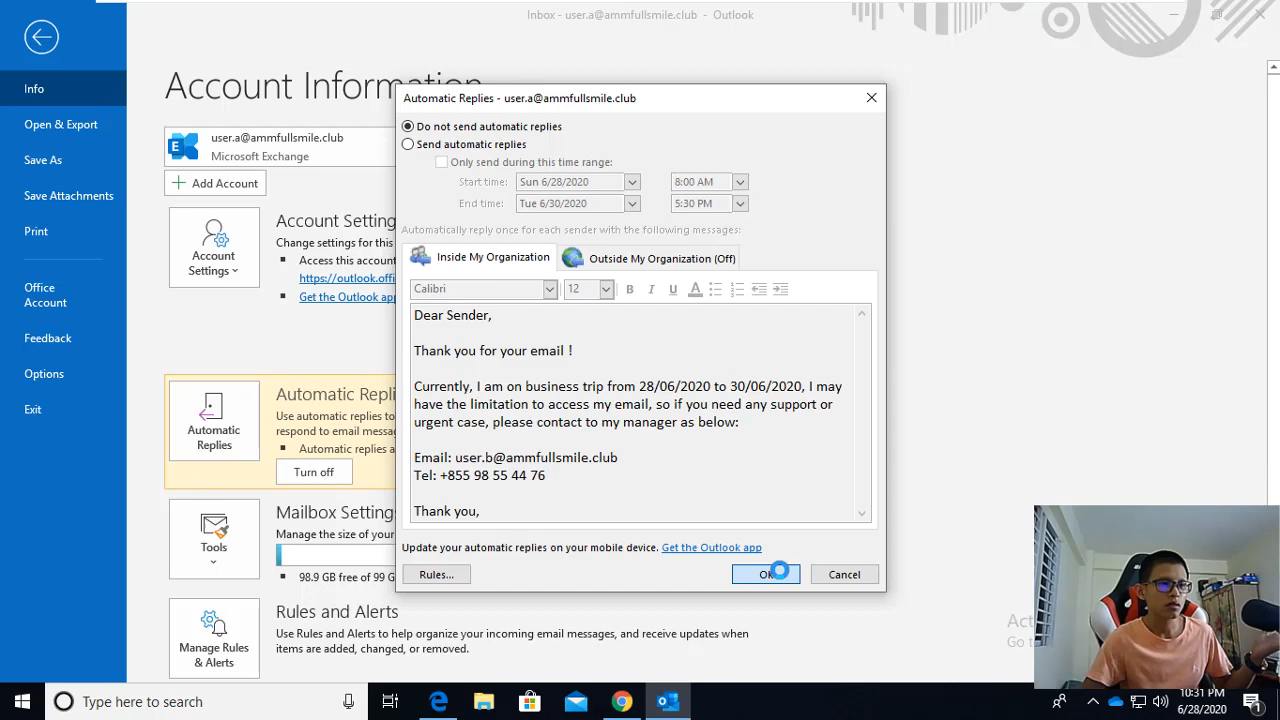 Inbox - user.a@ammfullsmile.club - Outlook
Info
Open & Export
Save As
Save Attachments
Print
Office
Account
Feedback
Options
Exit
Account Information
user.a@ammfullsmile.club
Microsoft Exchange
Add Account
Account
Settings
Account Setting
Change settings for this
Access this account
https://outlook.offi
Get the Outlook app
Automatic
Replies
Automatic Repli
Use automatic replies to
respond to email messag
Automatic replies a
Turn off
Tools
Mailbox Setting
Manage the size of your
98.9 GB free of 99 G
Manage Rules
& Alerts
Rules and Alerts
Use Rules and Alerts to help organize your incoming email messages, and receive updates when
items are added, changed, or removed.
Automatic Replies - user.a@ammfullsmile.club
Do not send automatic replies
Send automatic replies
Only send during this time range:
Start time: Sun 6/28/2020 8:00 AM
End time: Tue 6/30/2020 5:30 PM
Automatically reply once for each sender with the following messages:
Inside My Organization
Outside My Organization (Off)
Calibri 12 B I U A
Dear Sender,
Thank you for your email !
Currently, I am on business trip from 28/06/2020 to 30/06/2020, I may
have the limitation to access my email, so if you need any support or
urgent case, please contact to my manager as below:
Email: user.b@ammfullsmile.club
Tel: +855 98 55 44 76
Thank you,
Update your automatic replies on your mobile device. Get the Outlook app
Rules...
OK
Cancel
Act
Go to
Type here to search
10:31 PM
6/28/2020
1